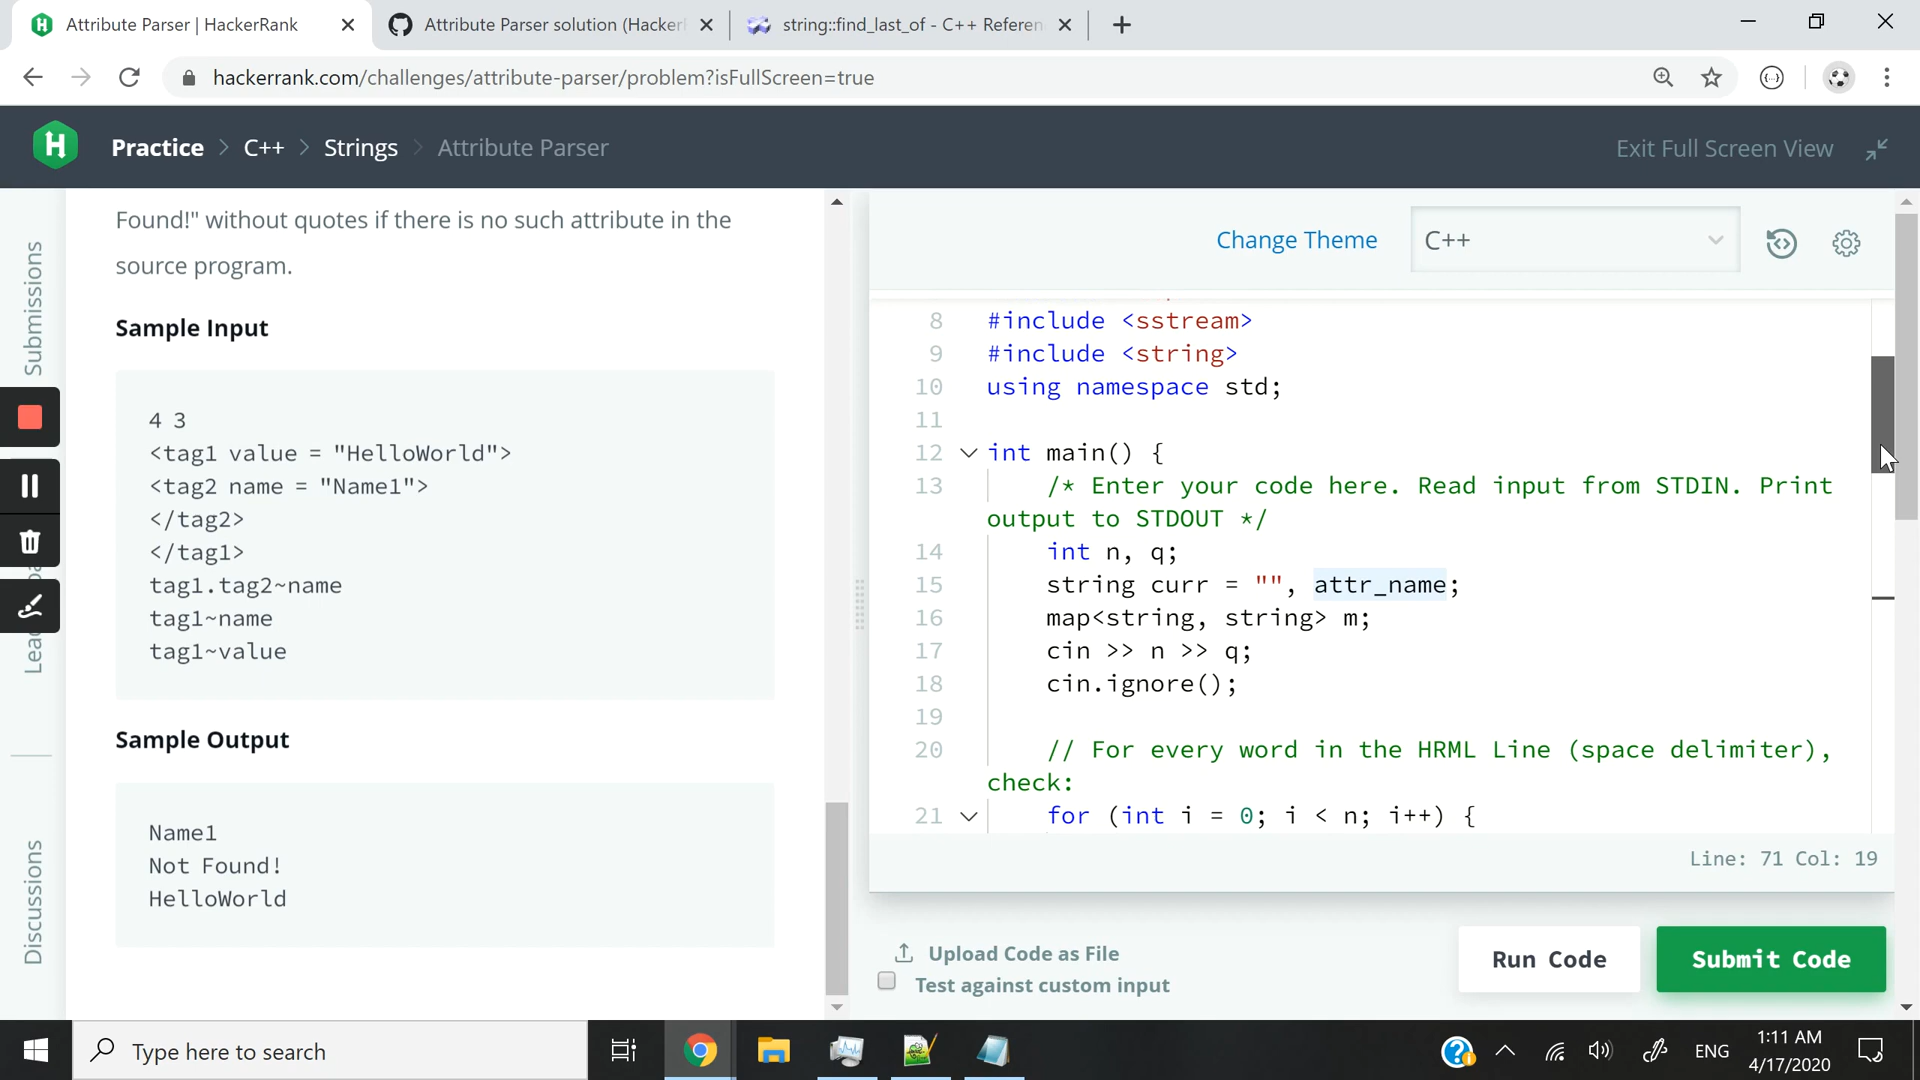 Attribute Parser | HackerRank
Attribute Parser solution (Hacker
string::find_last_of - C++ Referen
hackerrank.com/challenges/attribute-parser/problem?isFullScreen=true
H
Practice > C++ > Strings > Attribute Parser
Exit Full Screen View
Submissions
Discussions
Found!" without quotes if there is no such attribute in the
source program.
Sample Input
4 3
<tag1 value = "HelloWorld">
<tag2 name = "Name1">
</tag2>
</tag1>
tag1.tag2~name
tag1~name
tag1~value
Sample Output
Name1
Not Found!
HelloWorld
Change Theme
C++
8 #include <sstream>
9 #include <string>
10 using namespace std;
11
12 int main() {
13 /* Enter your code here. Read input from STDIN. Print
output to STDOUT */
14 int n, q;
15 string curr = "", attr_name;
16 map<string, string> m;
17 cin >> n >> q;
18 cin.ignore();
19
20 // For every word in the HRML Line (space delimiter),
check:
21 for (int i = 0; i < n; i++) {
Line: 71 Col: 19
Upload Code as File
Test against custom input
Run Code
Submit Code
Type here to search
ENG
1:11 AM
4/17/2020